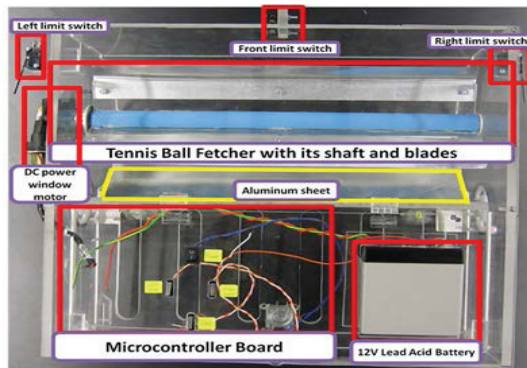 Left limit switch
Front limit switch
Right limit switch
Tennis Ball Fetcher with its shaft and blades
DC power
window
motor
Aluminum sheet
Microcontroller Board
12V Lead Acid Battery